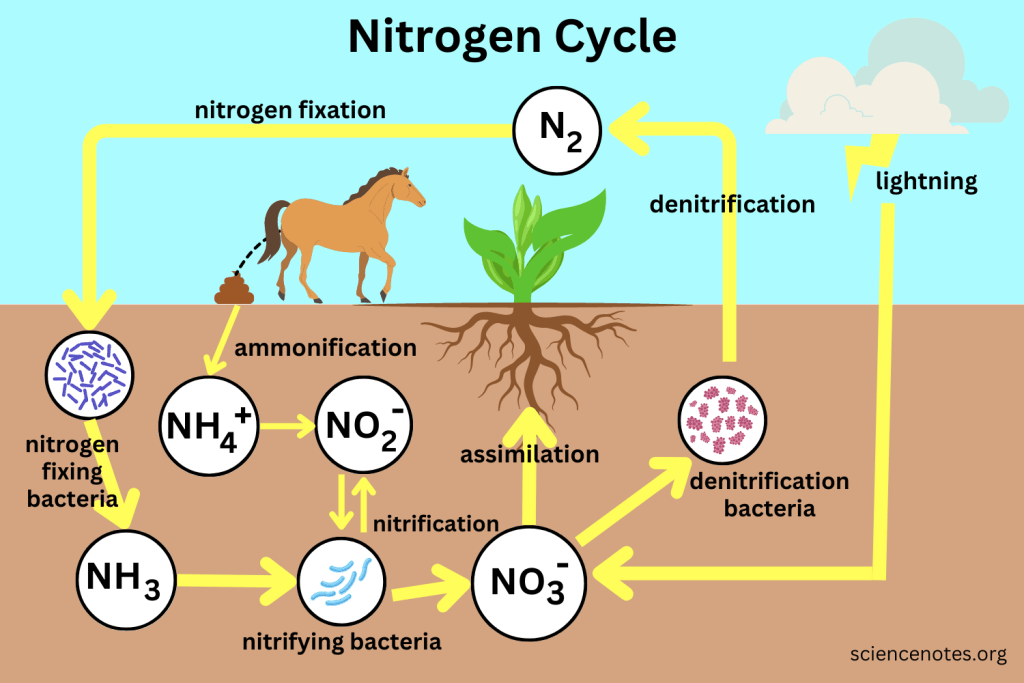 Nitrogen Cycle
nitrogen fixation
N₂
denitrification
lightning
ammonification
NH₄⁺
NO₂⁻
nitrogen
fixing
bacteria
assimilation
denitrification
bacteria
nitrification
NH₃
NO₃⁻
nitrifying bacteria
sciencenotes.org